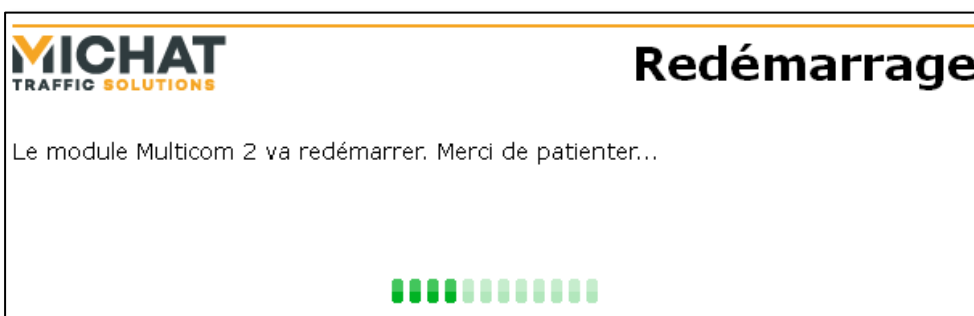 MICHAT
TRAFFIC SOLUTIONS
Redémarrage
Le module Multicom 2 va redémarrer. Merci de patienter...